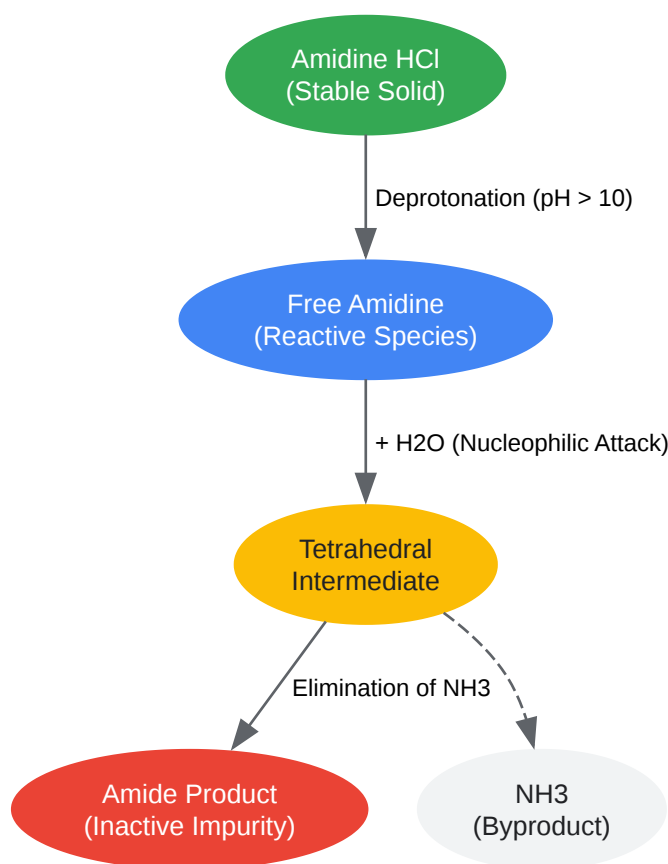 Amidine HCl
(Stable Solid)
Deprotonation (pH > 10)
Free Amidine
(Reactive Species)
+ H2O (Nucleophilic Attack)
Tetrahedral
Intermediate
Elimination of NH3
Amide Product
(Inactive Impurity)
NH3
(Byproduct)